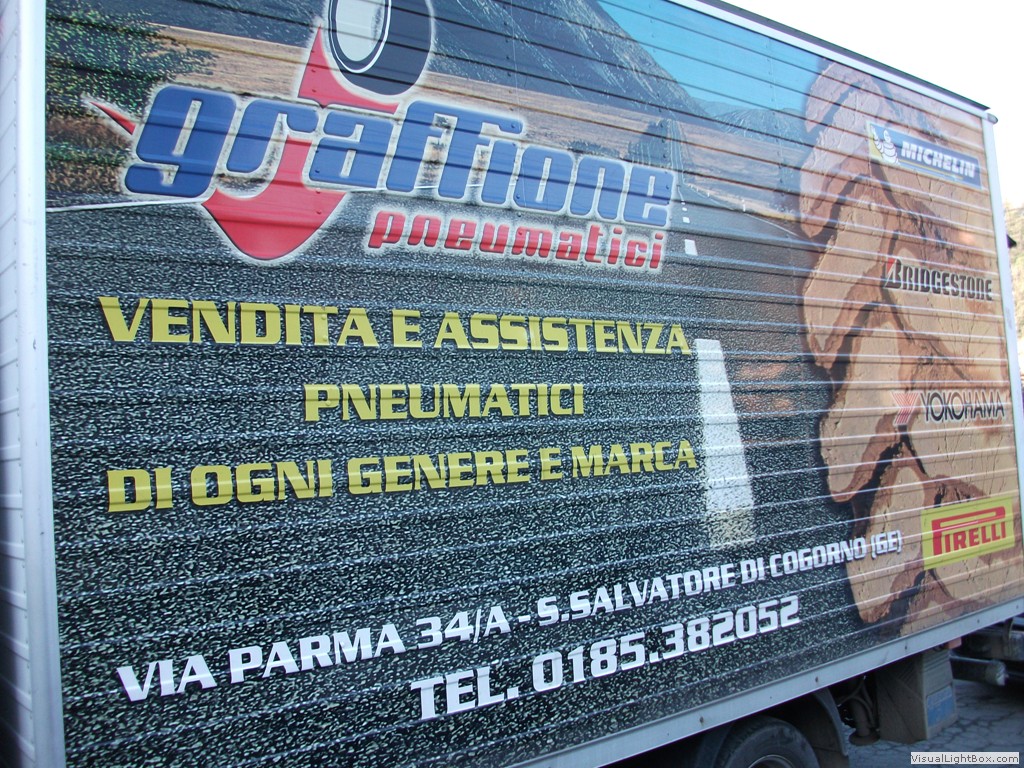 graffione
pneumatici
MICHELIN
BRIDGESTONE
YOKOHAMA
PIRELLI
VENDITA E ASSISTENZA
PNEUMATICI
DI OGNI GENERE E MARCA
VIA PARMA 34/A - S.SALVATORE DI COGORNO (GE)
TEL. 0185.382052
VisualLightBox.com